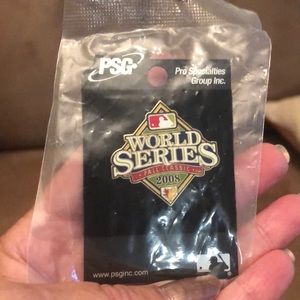 PSG
Pro Specialties
Group Inc.
WORLD
SERIES
FALL CLASSIC
2008
www.psginc.com